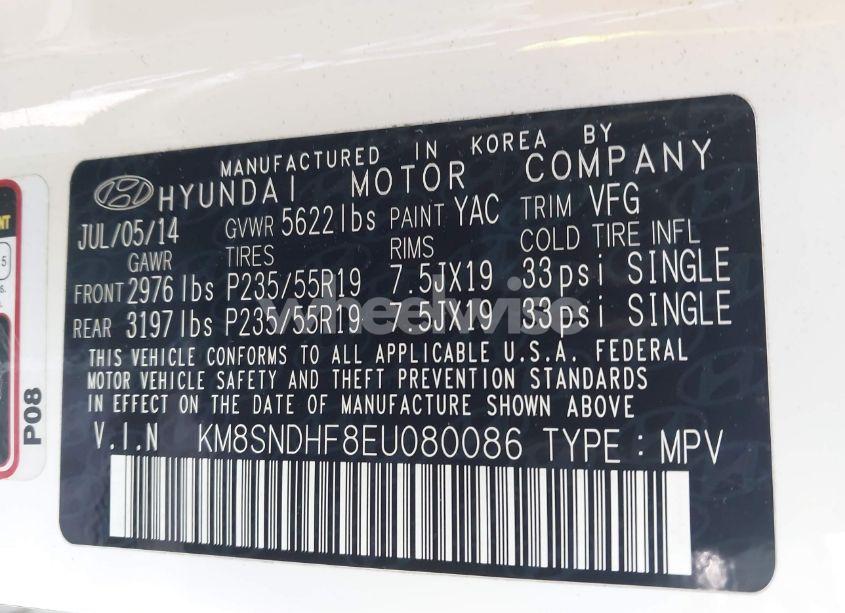 MANUFACTURED IN KOREA BY
HYUNDAI MOTOR COMPANY
JUL/05/14 GVWR 5622lbs PAINT YAC TRIM VFG
GAWR TIRES RIMS COLD TIRE INFL
FRONT 2976lbs P235/55R19 7.5JX19 33psi SINGLE
REAR 3197lbs P235/55R19 7.5JX19 33psi SINGLE
THIS VEHICLE CONFORMS TO ALL APPLICABLE U.S.A. FEDERAL
MOTOR VEHICLE SAFETY AND THEFT PREVENTION STANDARDS
IN EFFECT ON THE DATE OF MANUFACTURE SHOWN ABOVE
V.I.N KM8SNDHF8EU080086 TYPE : MPV
P08
wheelwise